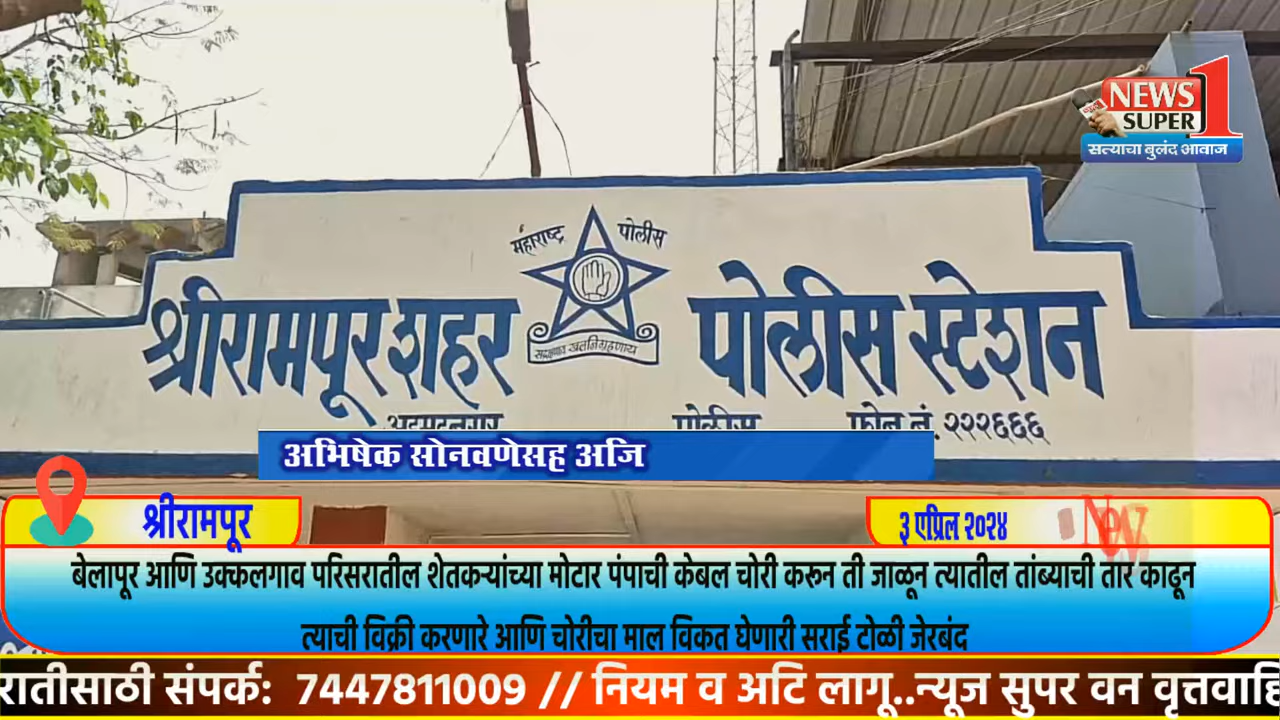 NEWS 1
SUPER
सत्याचा बुलंद आवाज
महाराष्ट्र पोलीस
श्रीरामपूर शहर पोलीस स्टेशन
फोन नं. २२२६६६
अभिषेक सोनवणेसह अजि
श्रीरामपूर
३ एप्रिल २०२४
बेलापूर आणि उक्कलगाव परिसरातील शेतकऱ्यांच्या मोटार पंपाची केबल चोरी करून ती जाळून त्यातील तांब्याची तार काढून
त्याची विक्री करणारे आणि चोरीचा माल विकत घेणारी सराई टोळी जेरबंद
रातीसाठी संपर्क: 7447811009 // नियम व अटि लागू..न्यूज सुपर वन वृत्तवाहि